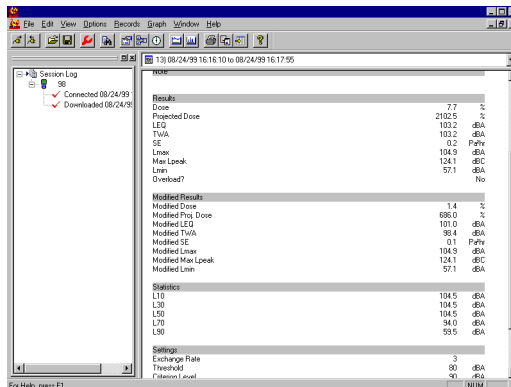 File Edit View Options Records Graph Window Help
13) 08/24/99 16:16:10 to 08/24/99 16:17:55
Session Log
98
Connected 08/24/99
Downloaded 08/24/9
Note
Results
Dose 7.7 %
Projected Dose 2102.5 %
LEQ 103.2 dBA
TWA 103.2 dBA
SE 0.2 Pa²hr
Lmax 104.9 dBA
Max Lpeak 124.1 dBC
Lmin 57.1 dBA
Overload? No
Modified Results
Modified Dose 1.4 %
Modified Proj. Dose 686.0 %
Modified LEQ 101.0 dBA
Modified TWA 98.4 dBA
Modified SE 0.1 Pa²hr
Modified Lmax 104.9 dBA
Modified Max Lpeak 124.1 dBC
Modified Lmin 57.1 dBA
Statistics
L10 104.5 dBA
L30 104.5 dBA
L50 104.5 dBA
L70 94.0 dBA
L90 59.5 dBA
Settings
Exchange Rate 3
Threshold 80 dBA
Criterion Level 90 dBA
For Help, press F1 NUM